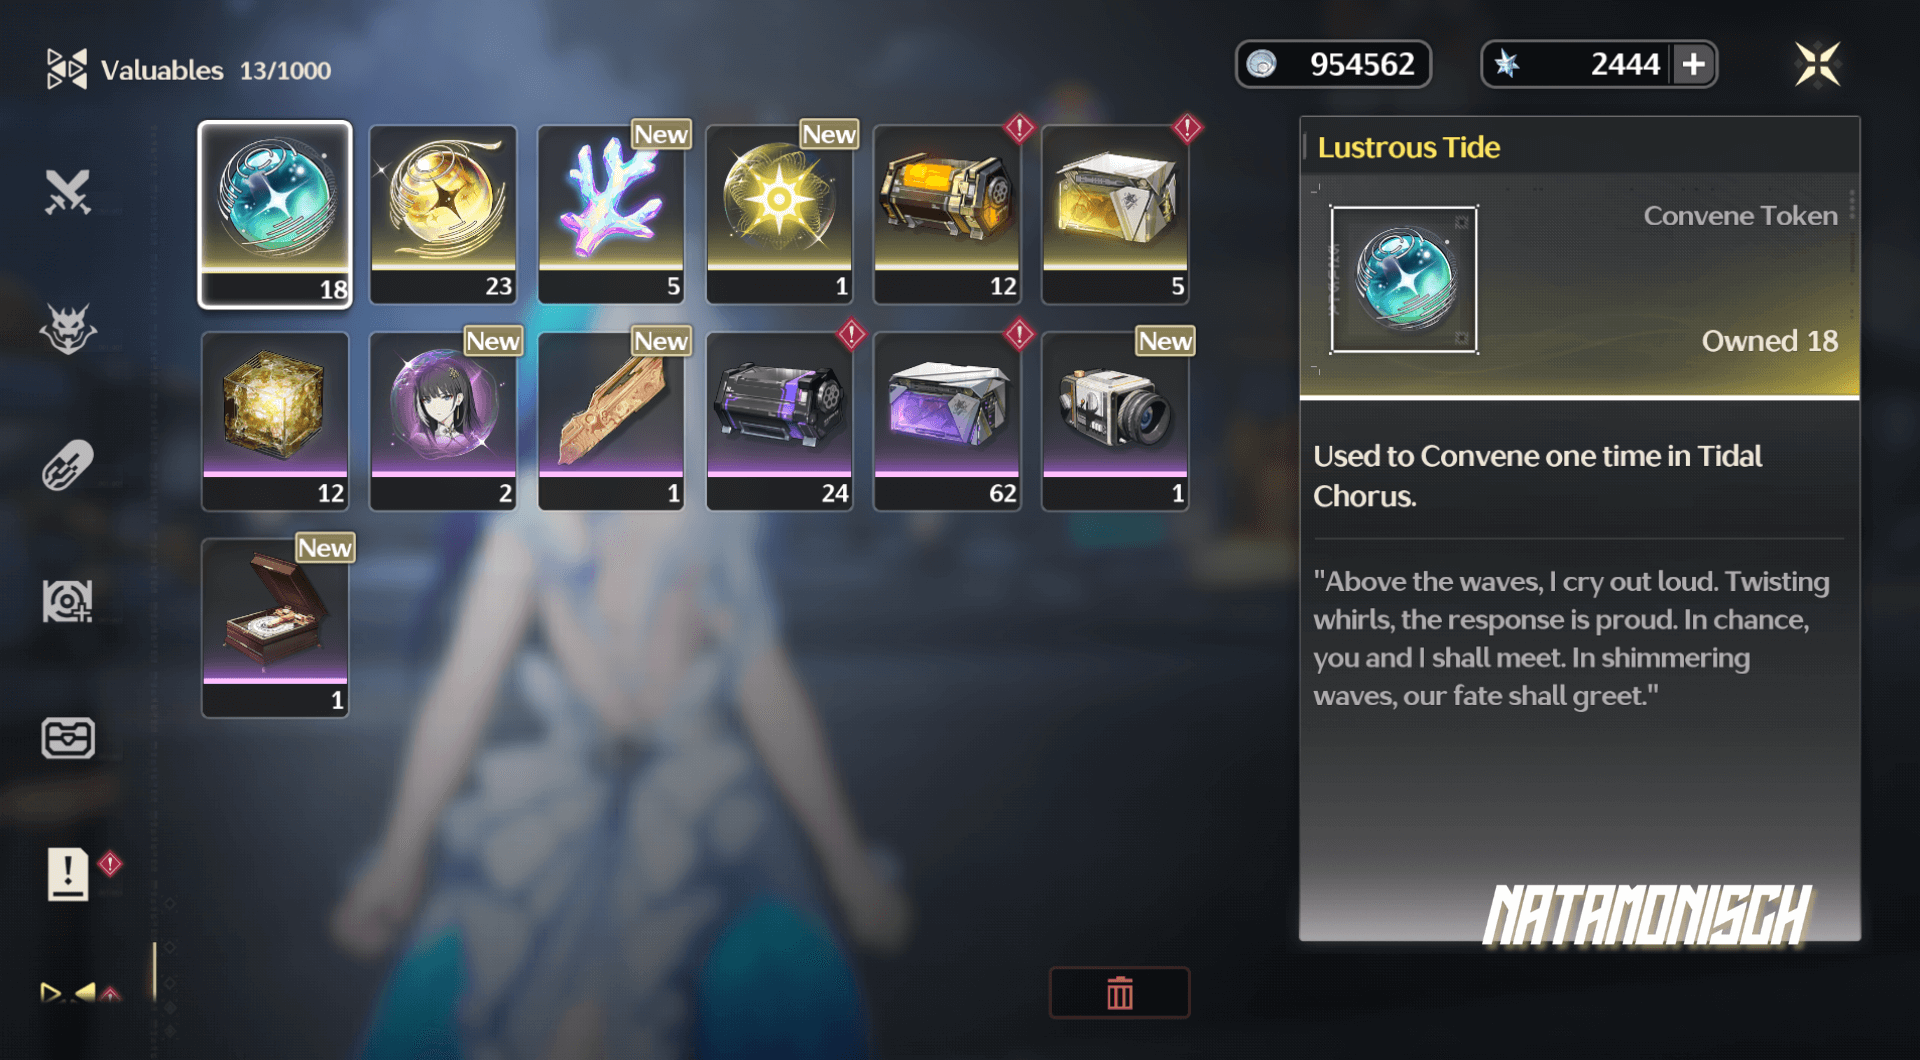 Valuables 13/1000
954562
2444
18
23
New
5
New
1
12
5
12
New
2
New
1
24
62
New
1
New
1
Lustrous Tide
Convene Token
Owned 18
Used to Convene one time in Tidal
Chorus.
"Above the waves, I cry out loud. Twisting
whirls, the response is proud. In chance,
you and I shall meet. In shimmering
waves, our fate shall greet."
NATAMONISCH